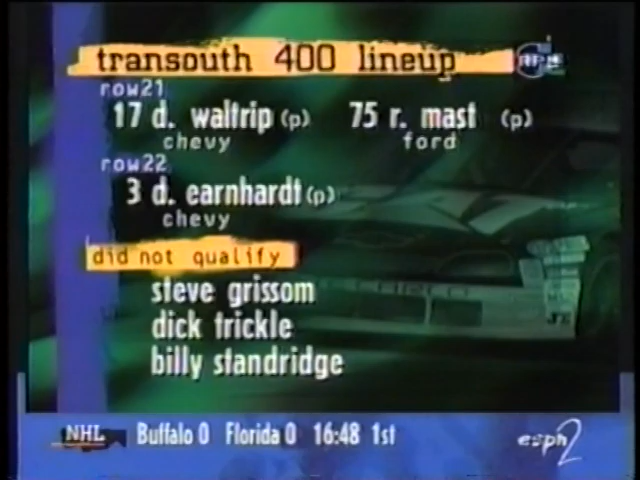 transouth 400 lineup RPM
row21
17 d. waltrip (p) 75 r. mast (p)
chevy ford
row22
3 d. earnhardt (p)
chevy
did not qualify
steve grissom
dick trickle
billy standridge
NHL Buffalo 0 Florida 0 16:48 1st espn2